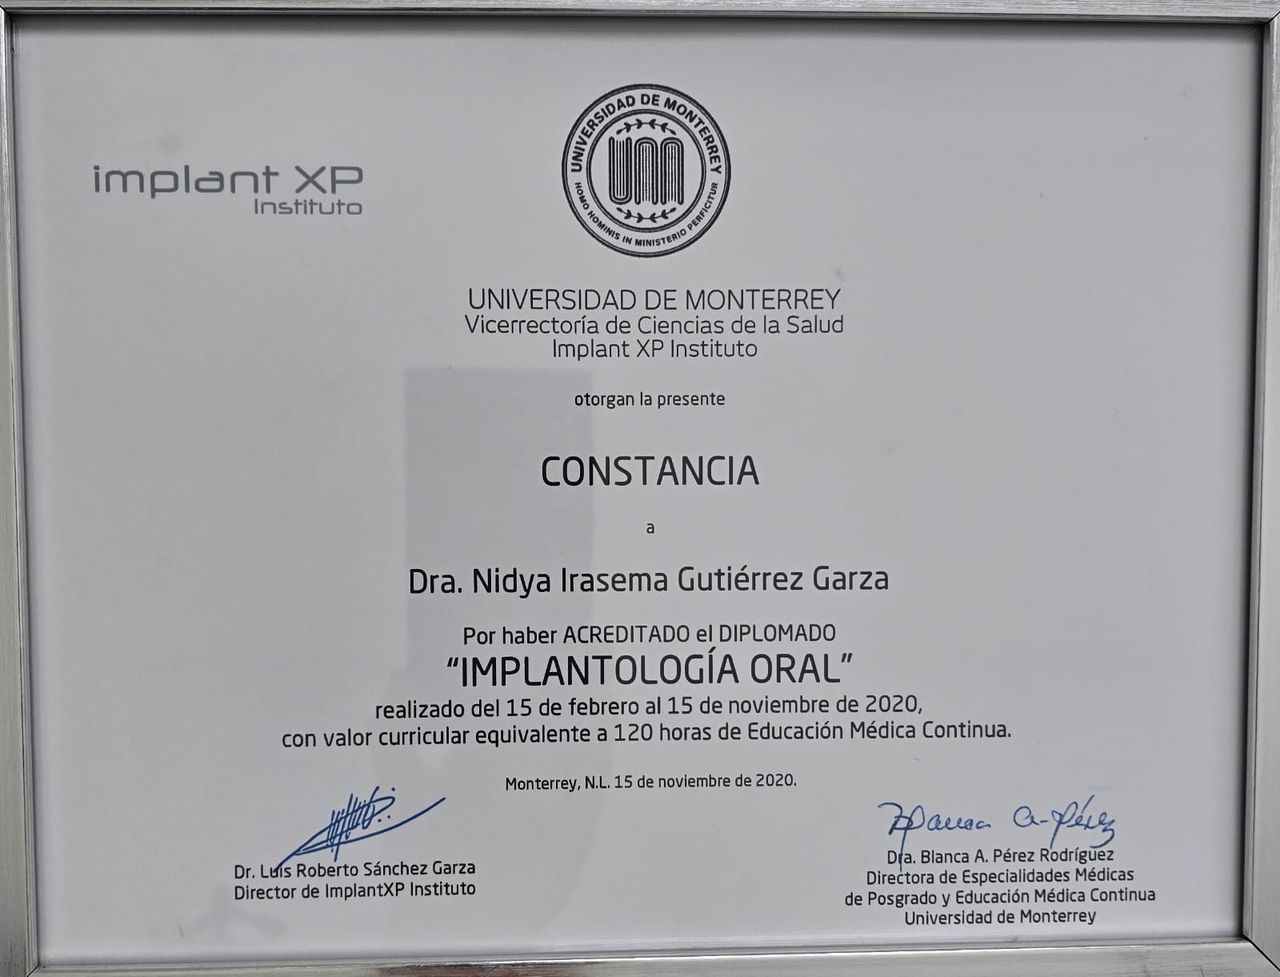 implant XP
Instituto
UNIVERSIDAD DE MONTERREY
HOMO HOMINIS IN MINISTERIO PERFICITUR
UNIVERSIDAD DE MONTERREY
Vicerrectoría de Ciencias de la Salud
Implant XP Instituto
otorgan la presente
CONSTANCIA
a
Dra. Nidya Irasema Gutiérrez Garza
Por haber ACREDITADO el DIPLOMADO
“IMPLANTOLOGÍA ORAL”
realizado del 15 de febrero al 15 de noviembre de 2020,
con valor curricular equivalente a 120 horas de Educación Médica Continua.
Monterrey, N.L. 15 de noviembre de 2020.
Dr. Luis Roberto Sánchez Garza
Director de ImplantXP Instituto
Blanca A. Pérez
Dra. Blanca A. Pérez Rodríguez
Directora de Especialidades Médicas
de Posgrado y Educación Médica Continua
Universidad de Monterrey